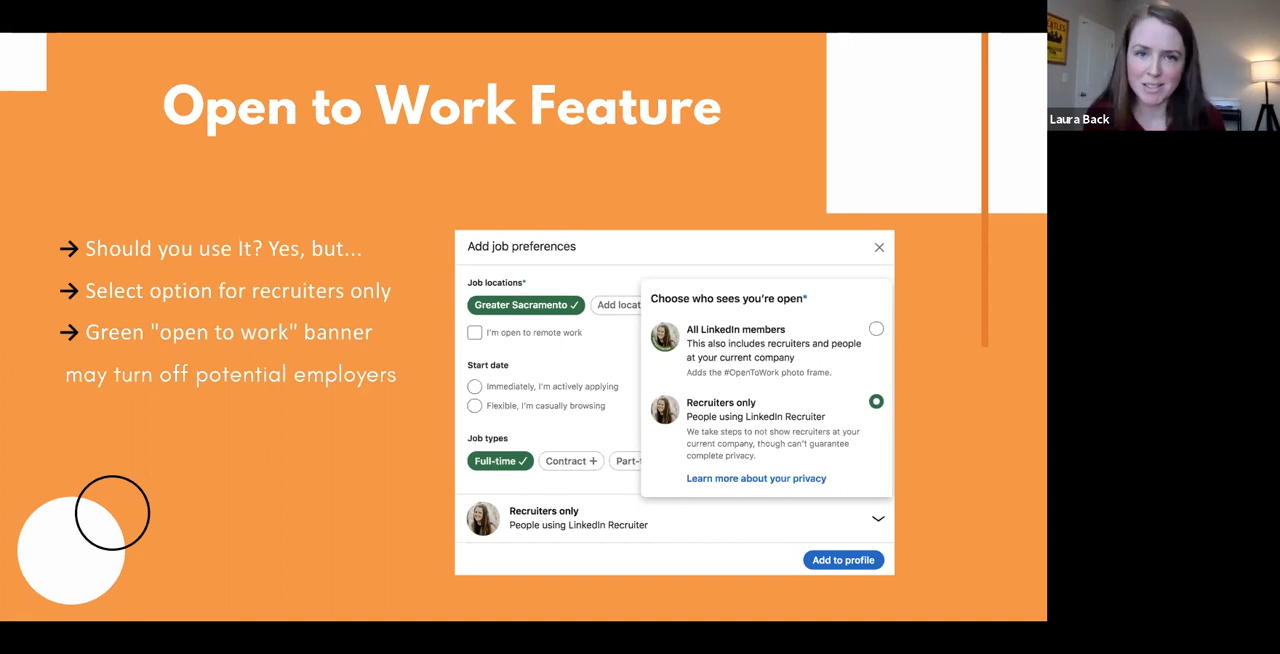 Open to Work Feature
Should you use It? Yes, but...
Select option for recruiters only
Green "open to work" banner
may turn off potential employers
Add job preferences
Job locations*
Greater Sacramento ✓
Add locat
I'm open to remote work
Start date
Immediately, I'm actively applying
Flexible, I'm casually browsing
Job types
Full-time ✓
Contract +
Part-t
Choose who sees you're open*
All LinkedIn members
This also includes recruiters and people
at your current company
Adds the #OpenToWork photo frame.
Recruiters only
People using LinkedIn Recruiter
We take steps to not show recruiters at your
current company, though can't guarantee
complete privacy.
Learn more about your privacy
Recruiters only
People using LinkedIn Recruiter
Add to profile
Laura Back